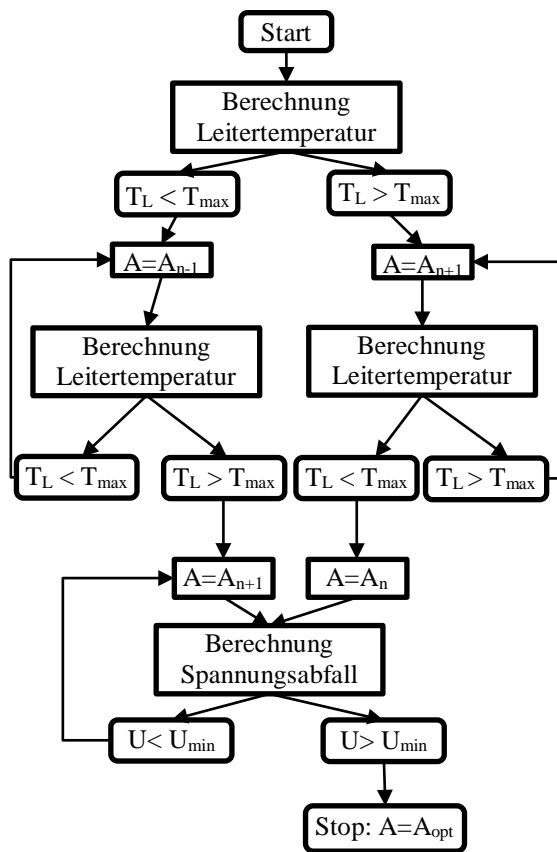 Start
Berechnung
Leitertemperatur
T_L < T_max
T_L > T_max
A=A_n-1
A=A_n+1
Berechnung
Leitertemperatur
Berechnung
Leitertemperatur
T_L < T_max
T_L > T_max
T_L < T_max
T_L > T_max
A=A_n+1
A=A_n
Berechnung
Spannungsabfall
U< U_min
U> U_min
Stop: A=A_opt